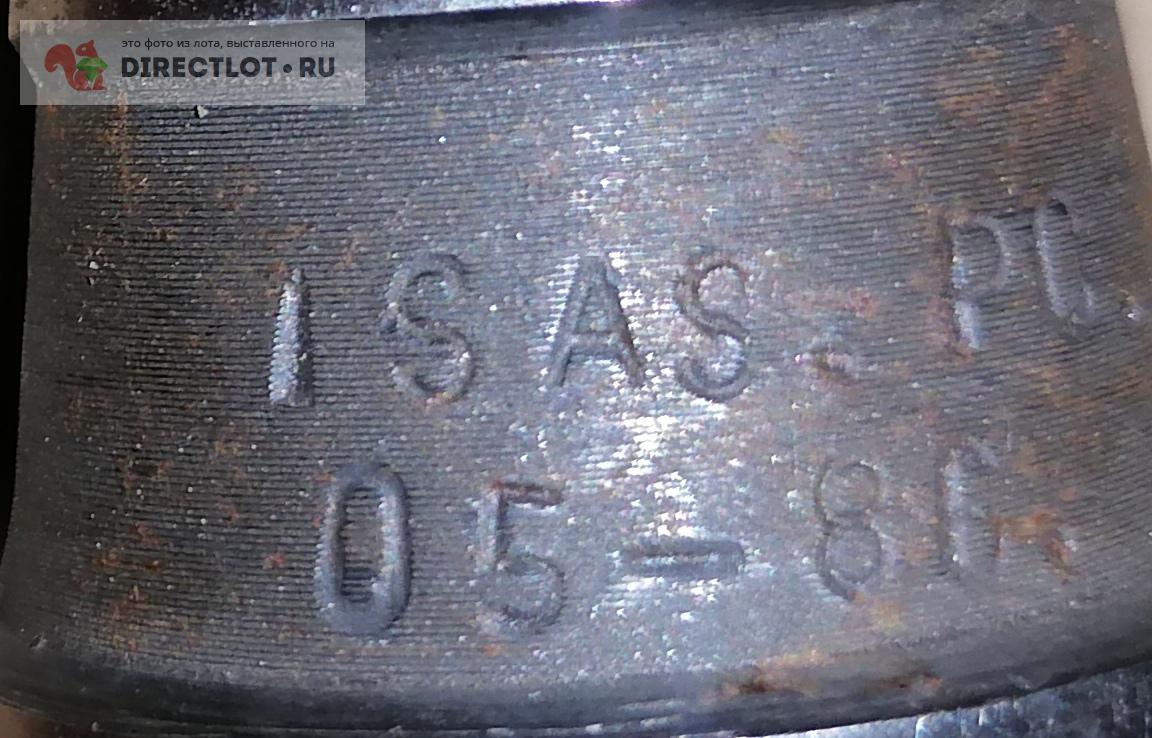 это фото из лота, выставленного на
DIRECTLOT.RU
ISAS.
05-8